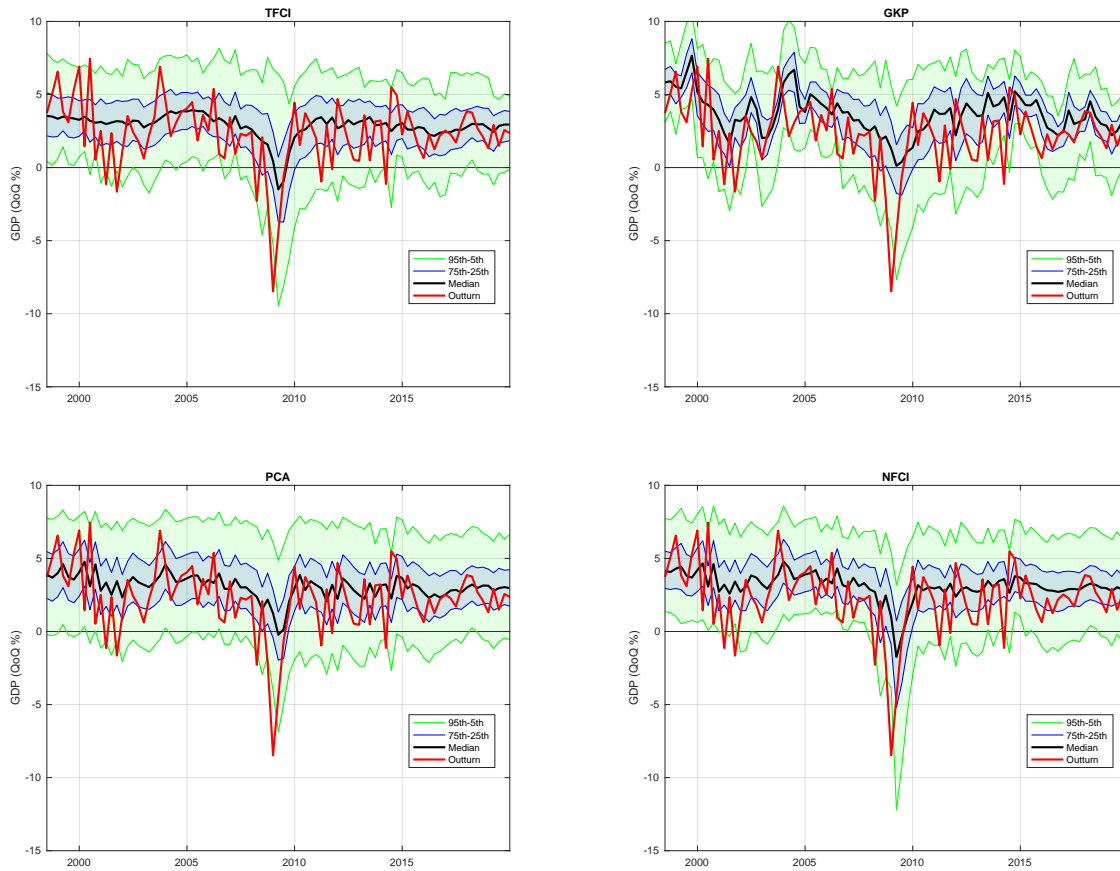 TFCI
10
5
0
-5
-10
-15
GDP (QoQ %)
2000
2005
2010
2015
95th-5th
75th-25th
Median
Outturn
GKP
10
5
0
-5
-10
-15
GDP (QoQ %)
2000
2005
2010
2015
95th-5th
75th-25th
Median
Outturn
PCA
10
5
0
-5
-10
-15
GDP (QoQ %)
2000
2005
2010
2015
95th-5th
75th-25th
Median
Outturn
NFCI
10
5
0
-5
-10
-15
GDP (QoQ %)
2000
2005
2010
2015
95th-5th
75th-25th
Median
Outturn